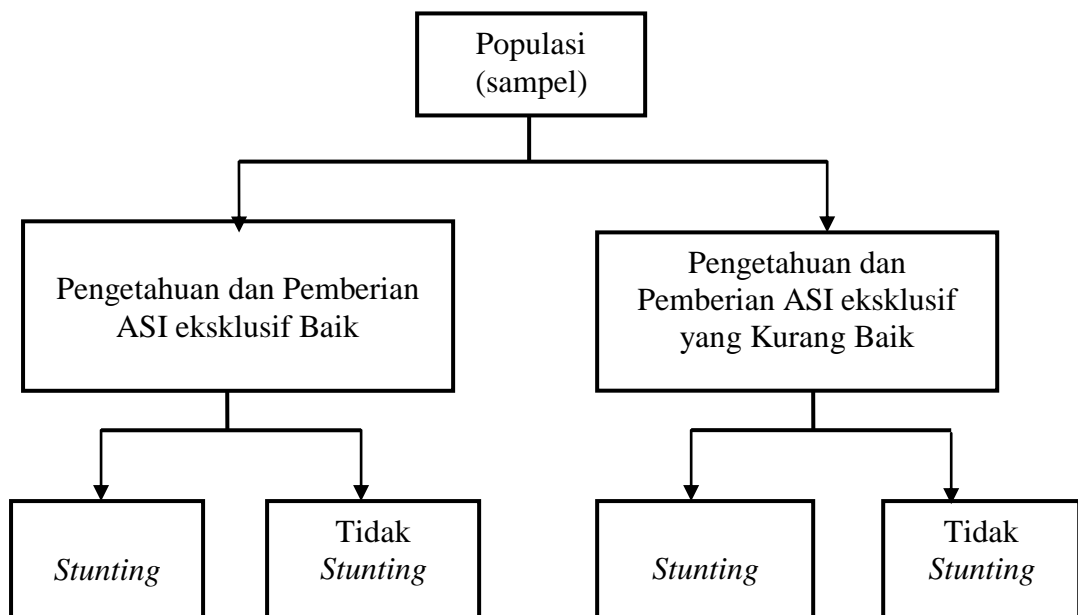 Populasi
(sampel)
Pengetahuan dan Pemberian
ASI eksklusif Baik
Pengetahuan dan
Pemberian ASI eksklusif
yang Kurang Baik
Stunting
Tidak
Stunting
Stunting
Tidak
Stunting